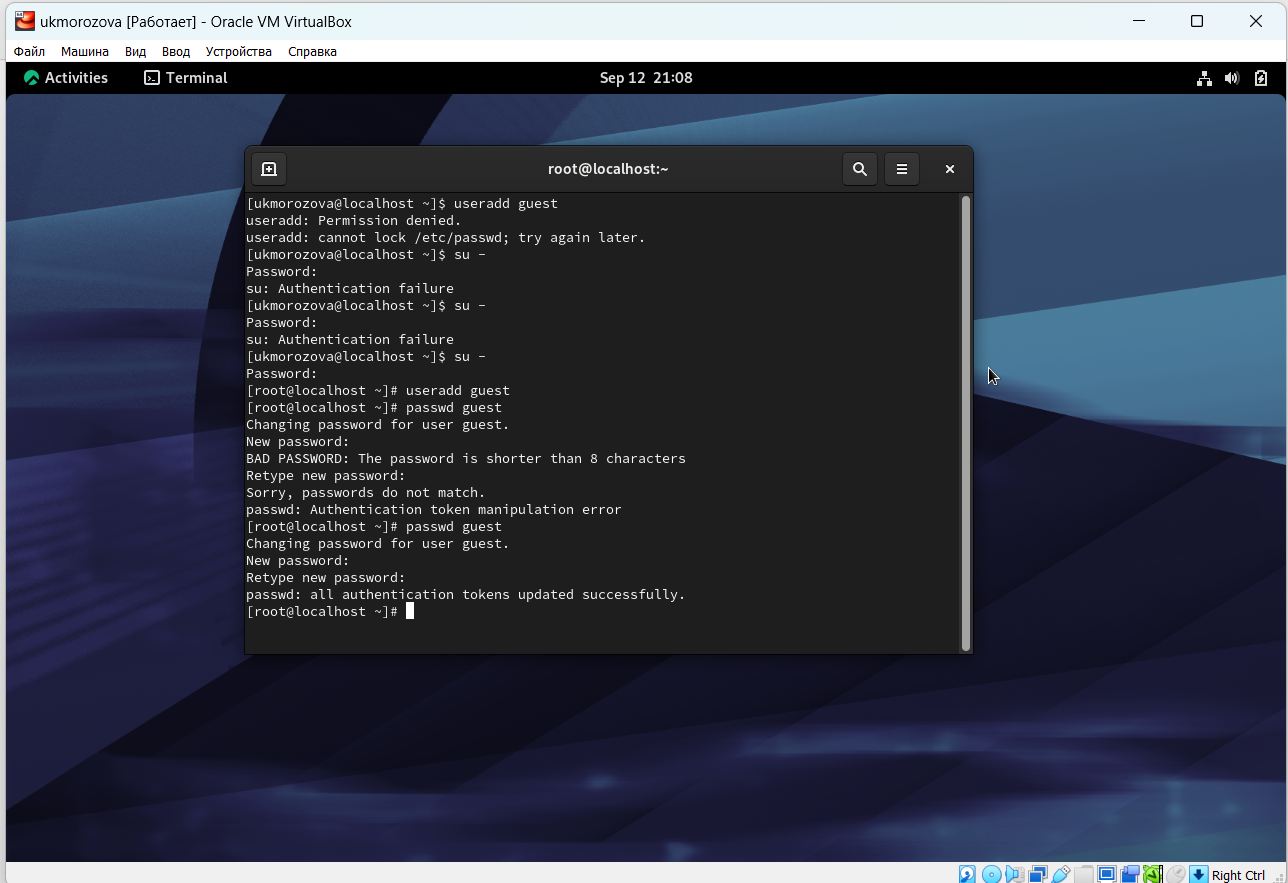 ukmorozova [Работает] - Oracle VM VirtualBox
Файл Машина Вид Ввод Устройства Справка
Activities Terminal Sep 12 21:08
root@localhost:~
[ukmorozova@localhost ~]$ useradd guest
useradd: Permission denied.
useradd: cannot lock /etc/passwd; try again later.
[ukmorozova@localhost ~]$ su -
Password:
su: Authentication failure
[ukmorozova@localhost ~]$ su -
Password:
su: Authentication failure
[ukmorozova@localhost ~]$ su -
Password:
[root@localhost ~]# useradd guest
[root@localhost ~]# passwd guest
Changing password for user guest.
New password:
BAD PASSWORD: The password is shorter than 8 characters
Retype new password:
Sorry, passwords do not match.
passwd: Authentication token manipulation error
[root@localhost ~]# passwd guest
Changing password for user guest.
New password:
Retype new password:
passwd: all authentication tokens updated successfully.
[root@localhost ~]#
Right Ctrl